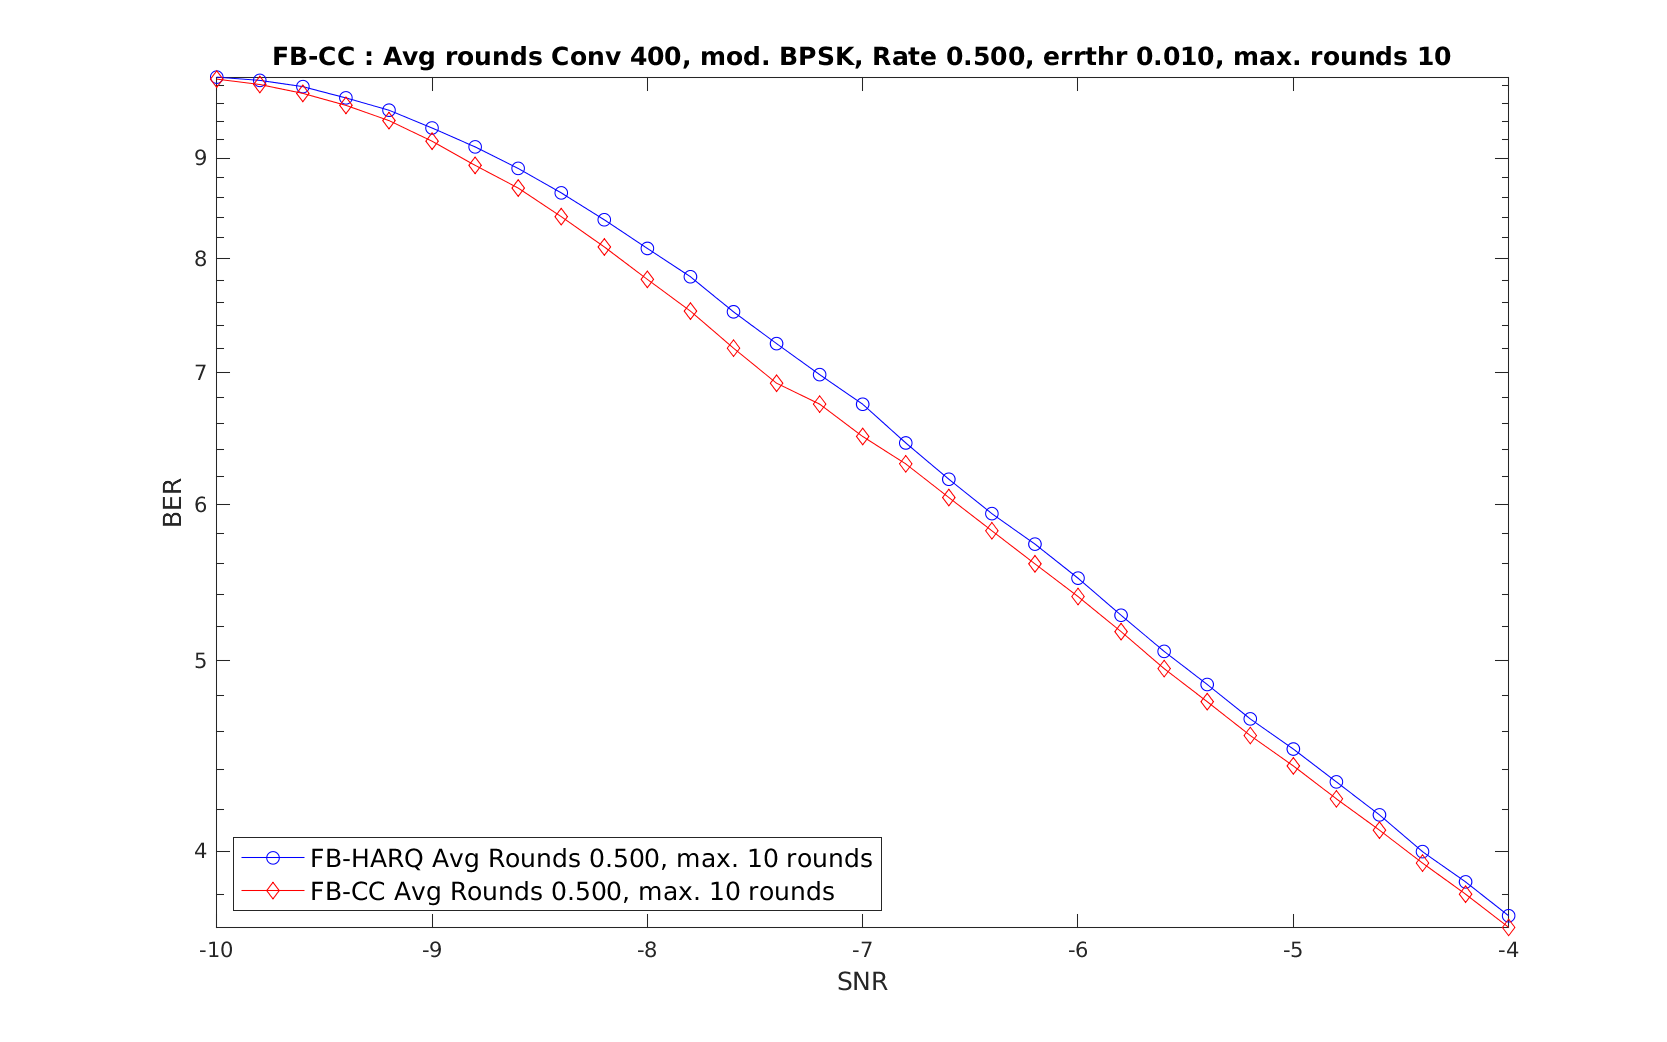 FB-CC : Avg rounds Conv 400, mod. BPSK, Rate 0.500, errthr 0.010, max. rounds 10
9
8
7
6
5
4
BER
FB-HARQ Avg Rounds 0.500, max. 10 rounds
FB-CC Avg Rounds 0.500, max. 10 rounds
-10 -9 -8 -7 -6 -5 -4
SNR